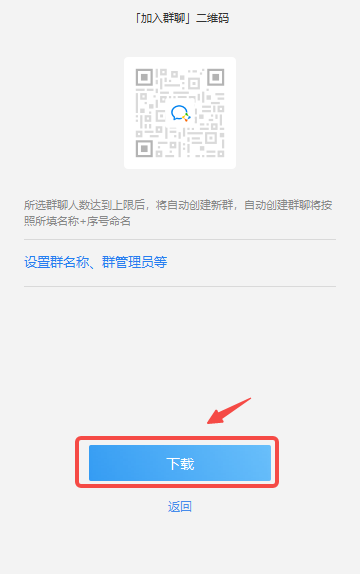 「加入群聊」二维码
所选群聊人数达到上限后，将自动创建新群，自动创建群聊将按
照所填名称+序号命名
设置群名称、群管理员等
下载
返回